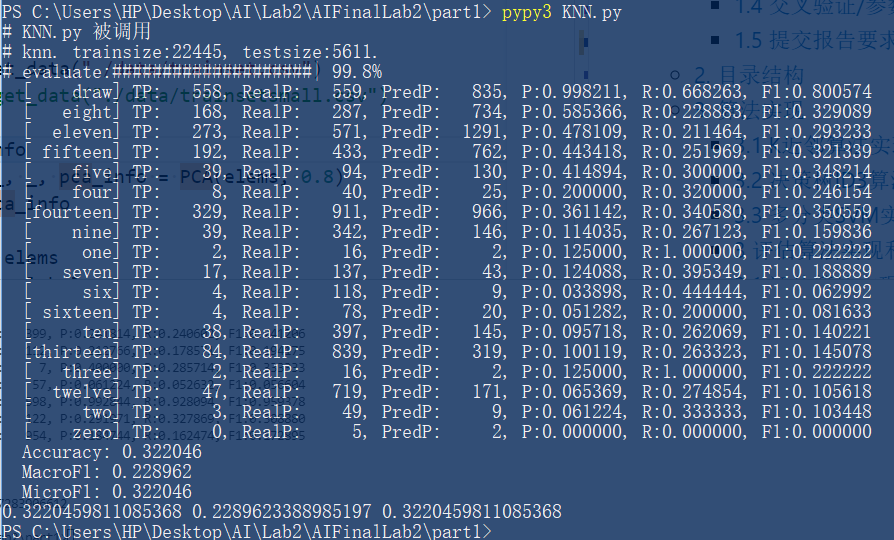 PS C:\Users\HP\Desktop\AI\Lab2\AIFinalLab2\part1> pypy3 KNN.py
# KNN.py 被调用
# knn. trainsize:22445, testsize:5611.
# evaluate:#################### 99.8%
[    draw] TP:   558, RealP:   559, PredP:   835, P:0.998211, R:0.668263, F1:0.800574
[   eight] TP:   168, RealP:   287, PredP:   734, P:0.585366, R:0.228883, F1:0.329089
[  eleven] TP:   273, RealP:   571, PredP:  1291, P:0.478109, R:0.211464, F1:0.293233
[ fifteen] TP:   192, RealP:   433, PredP:   762, P:0.443418, R:0.251969, F1:0.321339
[    five] TP:    39, RealP:    94, PredP:   130, P:0.414894, R:0.300000, F1:0.348214
[    four] TP:     8, RealP:    40, PredP:    25, P:0.200000, R:0.320000, F1:0.246154
[fourteen] TP:   329, RealP:   911, PredP:   966, P:0.361142, R:0.340580, F1:0.350559
[    nine] TP:    39, RealP:   342, PredP:   146, P:0.114035, R:0.267123, F1:0.159836
[     one] TP:     2, RealP:    16, PredP:     2, P:0.125000, R:1.000000, F1:0.222222
[   seven] TP:    17, RealP:   137, PredP:    43, P:0.124088, R:0.395349, F1:0.188889
[     six] TP:     4, RealP:   118, PredP:     9, P:0.033898, R:0.444444, F1:0.062992
[ sixteen] TP:     4, RealP:    78, PredP:    20, P:0.051282, R:0.200000, F1:0.081633
[     ten] TP:    38, RealP:   397, PredP:   145, P:0.095718, R:0.262069, F1:0.140221
[thirteen] TP:    84, RealP:   839, PredP:   319, P:0.100119, R:0.263323, F1:0.145078
[   three] TP:     2, RealP:    16, PredP:     2, P:0.125000, R:1.000000, F1:0.222222
[  twelve] TP:    47, RealP:   719, PredP:   171, P:0.065369, R:0.274854, F1:0.105618
[     two] TP:     3, RealP:    49, PredP:     9, P:0.061224, R:0.333333, F1:0.103448
[    zero] TP:     0, RealP:     5, PredP:     2, P:0.000000, R:0.000000, F1:0.000000
Accuracy: 0.322046
MacroF1: 0.228962
MicroF1: 0.322046
0.3220459811085368 0.2289623388985197 0.3220459811085368
PS C:\Users\HP\Desktop\AI\Lab2\AIFinalLab2\part1>
1.4 交叉验证/参
1.5 提交报告要求
2. 目录结构